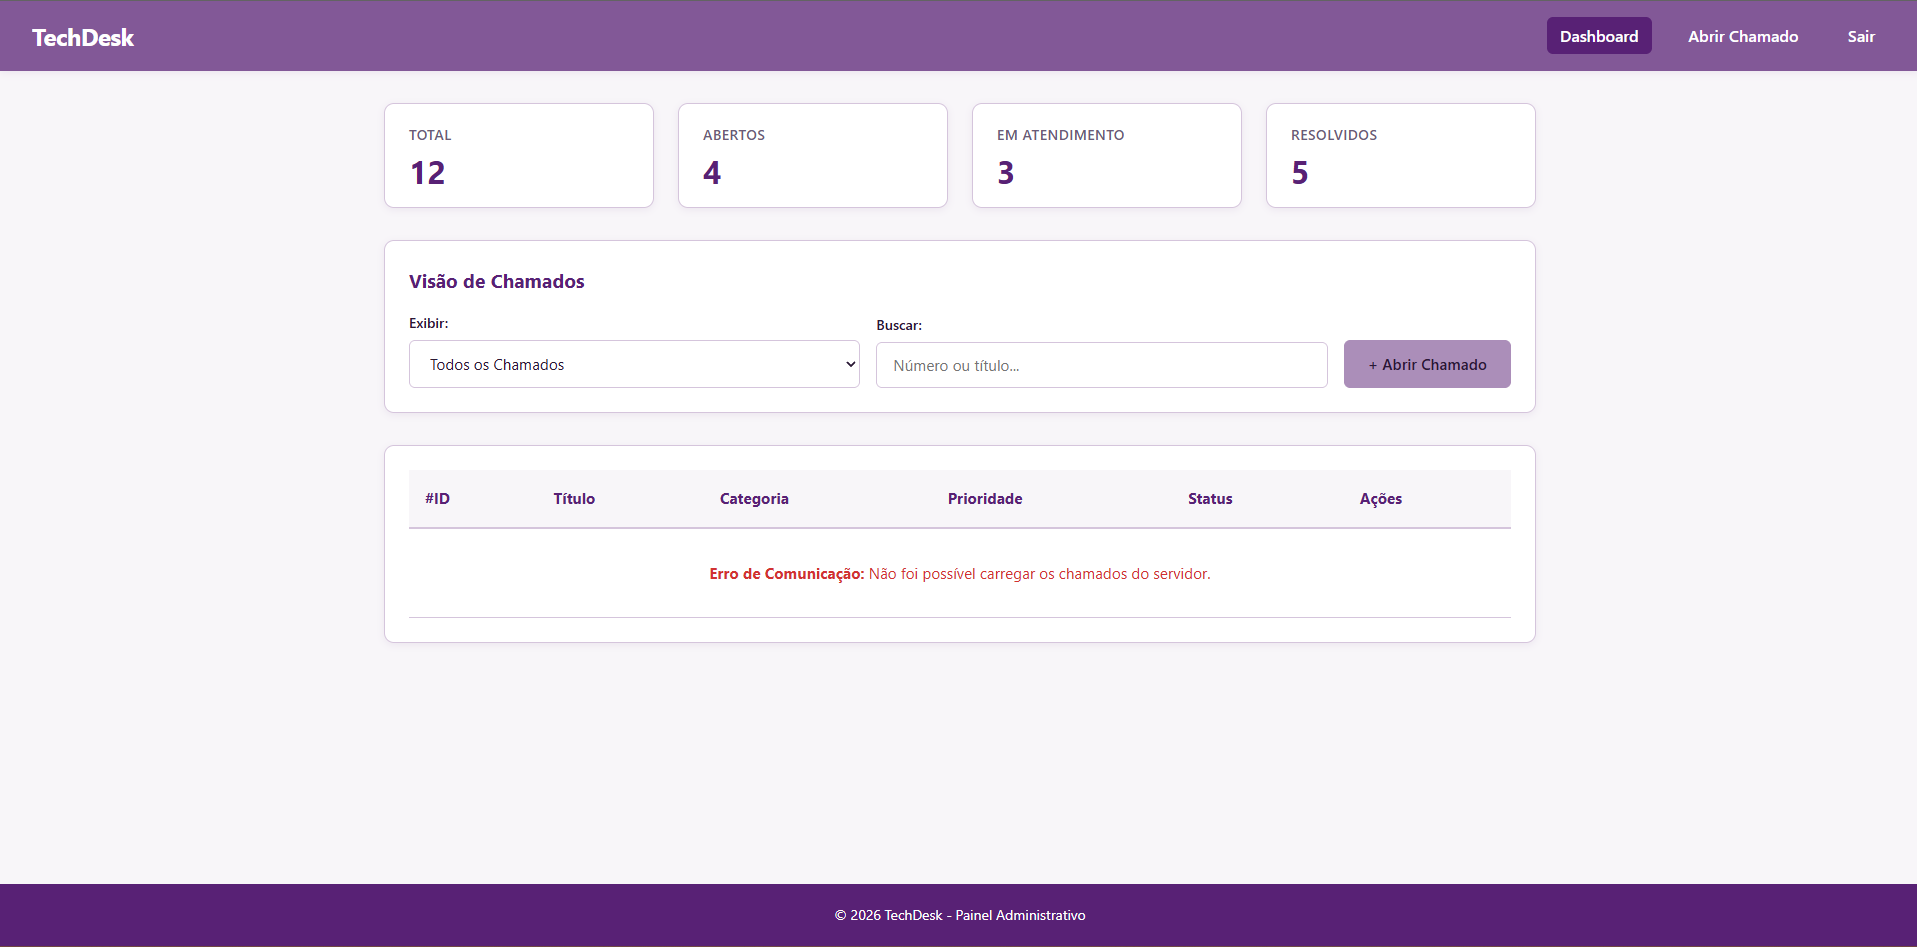 TechDesk
Dashboard
Abrir Chamado
Sair
TOTAL
12
ABERTOS
4
EM ATENDIMENTO
3
RESOLVIDOS
5
Visão de Chamados
Exibir:
Todos os Chamados
Buscar:
Número ou título...
+ Abrir Chamado
#ID Título Categoria Prioridade Status Ações
Erro de Comunicação: Não foi possível carregar os chamados do servidor.
© 2026 TechDesk - Painel Administrativo